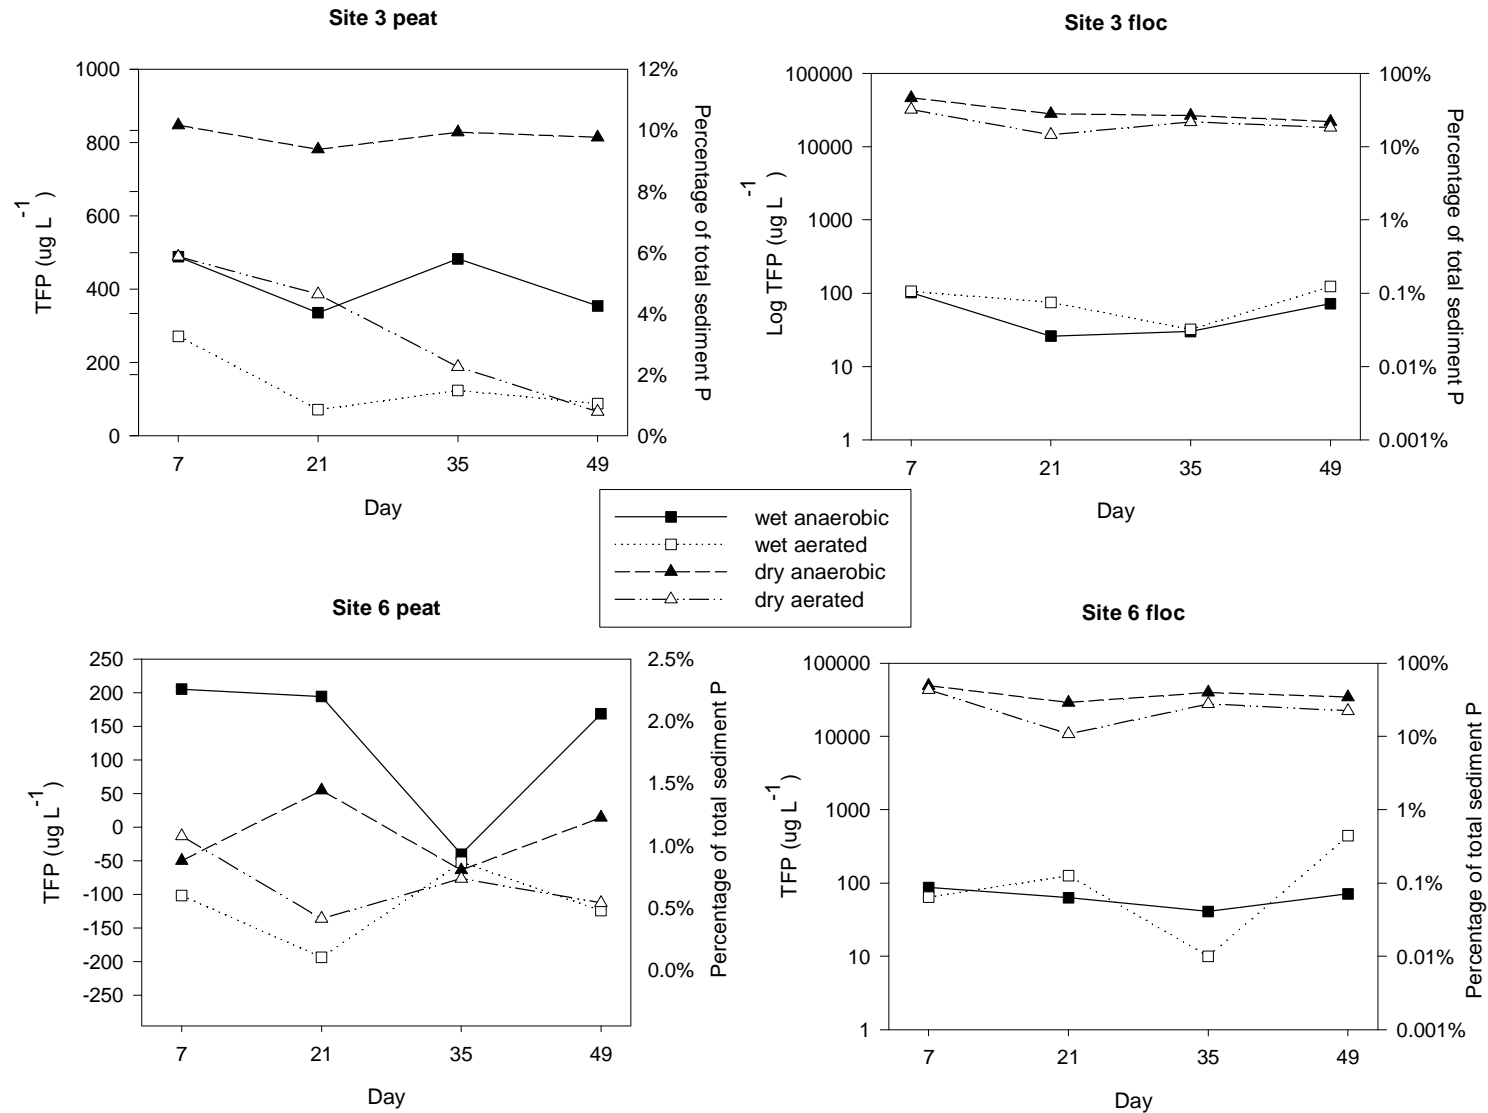 Site 3 peat
1000
800
600
400
200
0
12%
10%
8%
6%
4%
2%
0%
TFP (ug L-1)
Percentage of total sediment P
7 21 35 49
Day
Site 3 floc
100000
10000
1000
100
10
1
100%
10%
1%
0.1%
0.01%
0.001%
Log TFP (ug L-1)
Percentage of total sediment P
7 21 35 49
Day
wet anaerobic
wet aerated
dry anaerobic
dry aerated
Site 6 peat
250
200
150
100
50
0
-50
-100
-150
-200
-250
2.5%
2.0%
1.5%
1.0%
0.5%
0.0%
TFP (ug L-1)
Percentage of total sediment P
7 21 35 49
Day
Site 6 floc
100000
10000
1000
100
10
1
100%
10%
1%
0.1%
0.01%
0.001%
TFP (ug L-1)
Percentage of total sediment P
7 21 35 49
Day